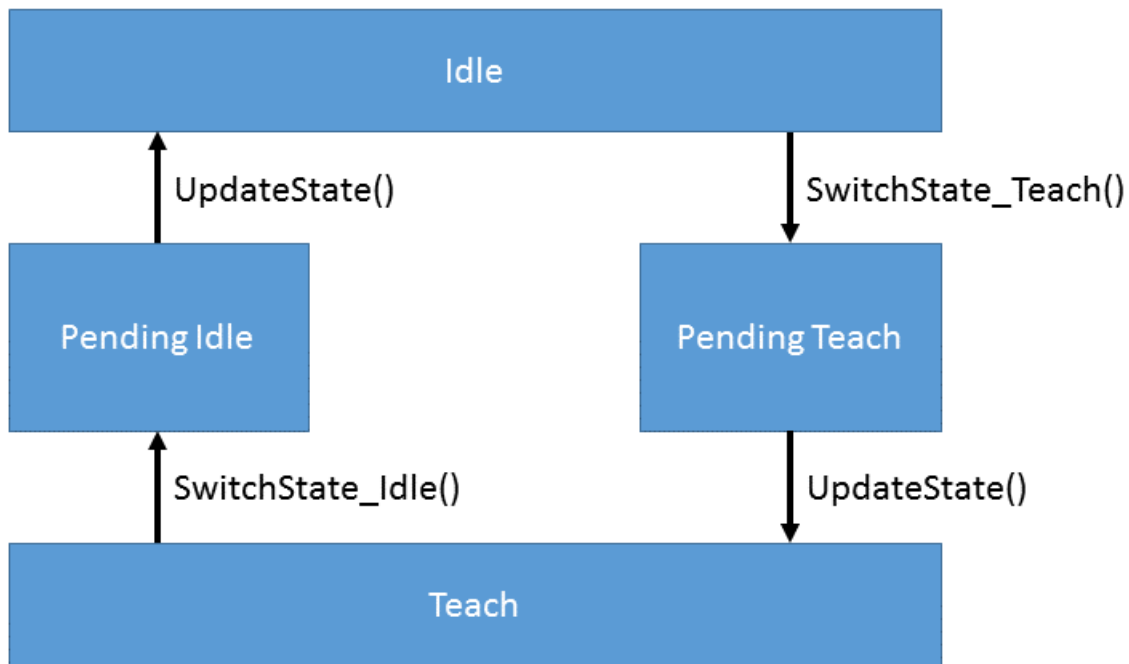 Idle
UpdateState()
SwitchState_Teach()
Pending Idle
Pending Teach
SwitchState_Idle()
UpdateState()
Teach